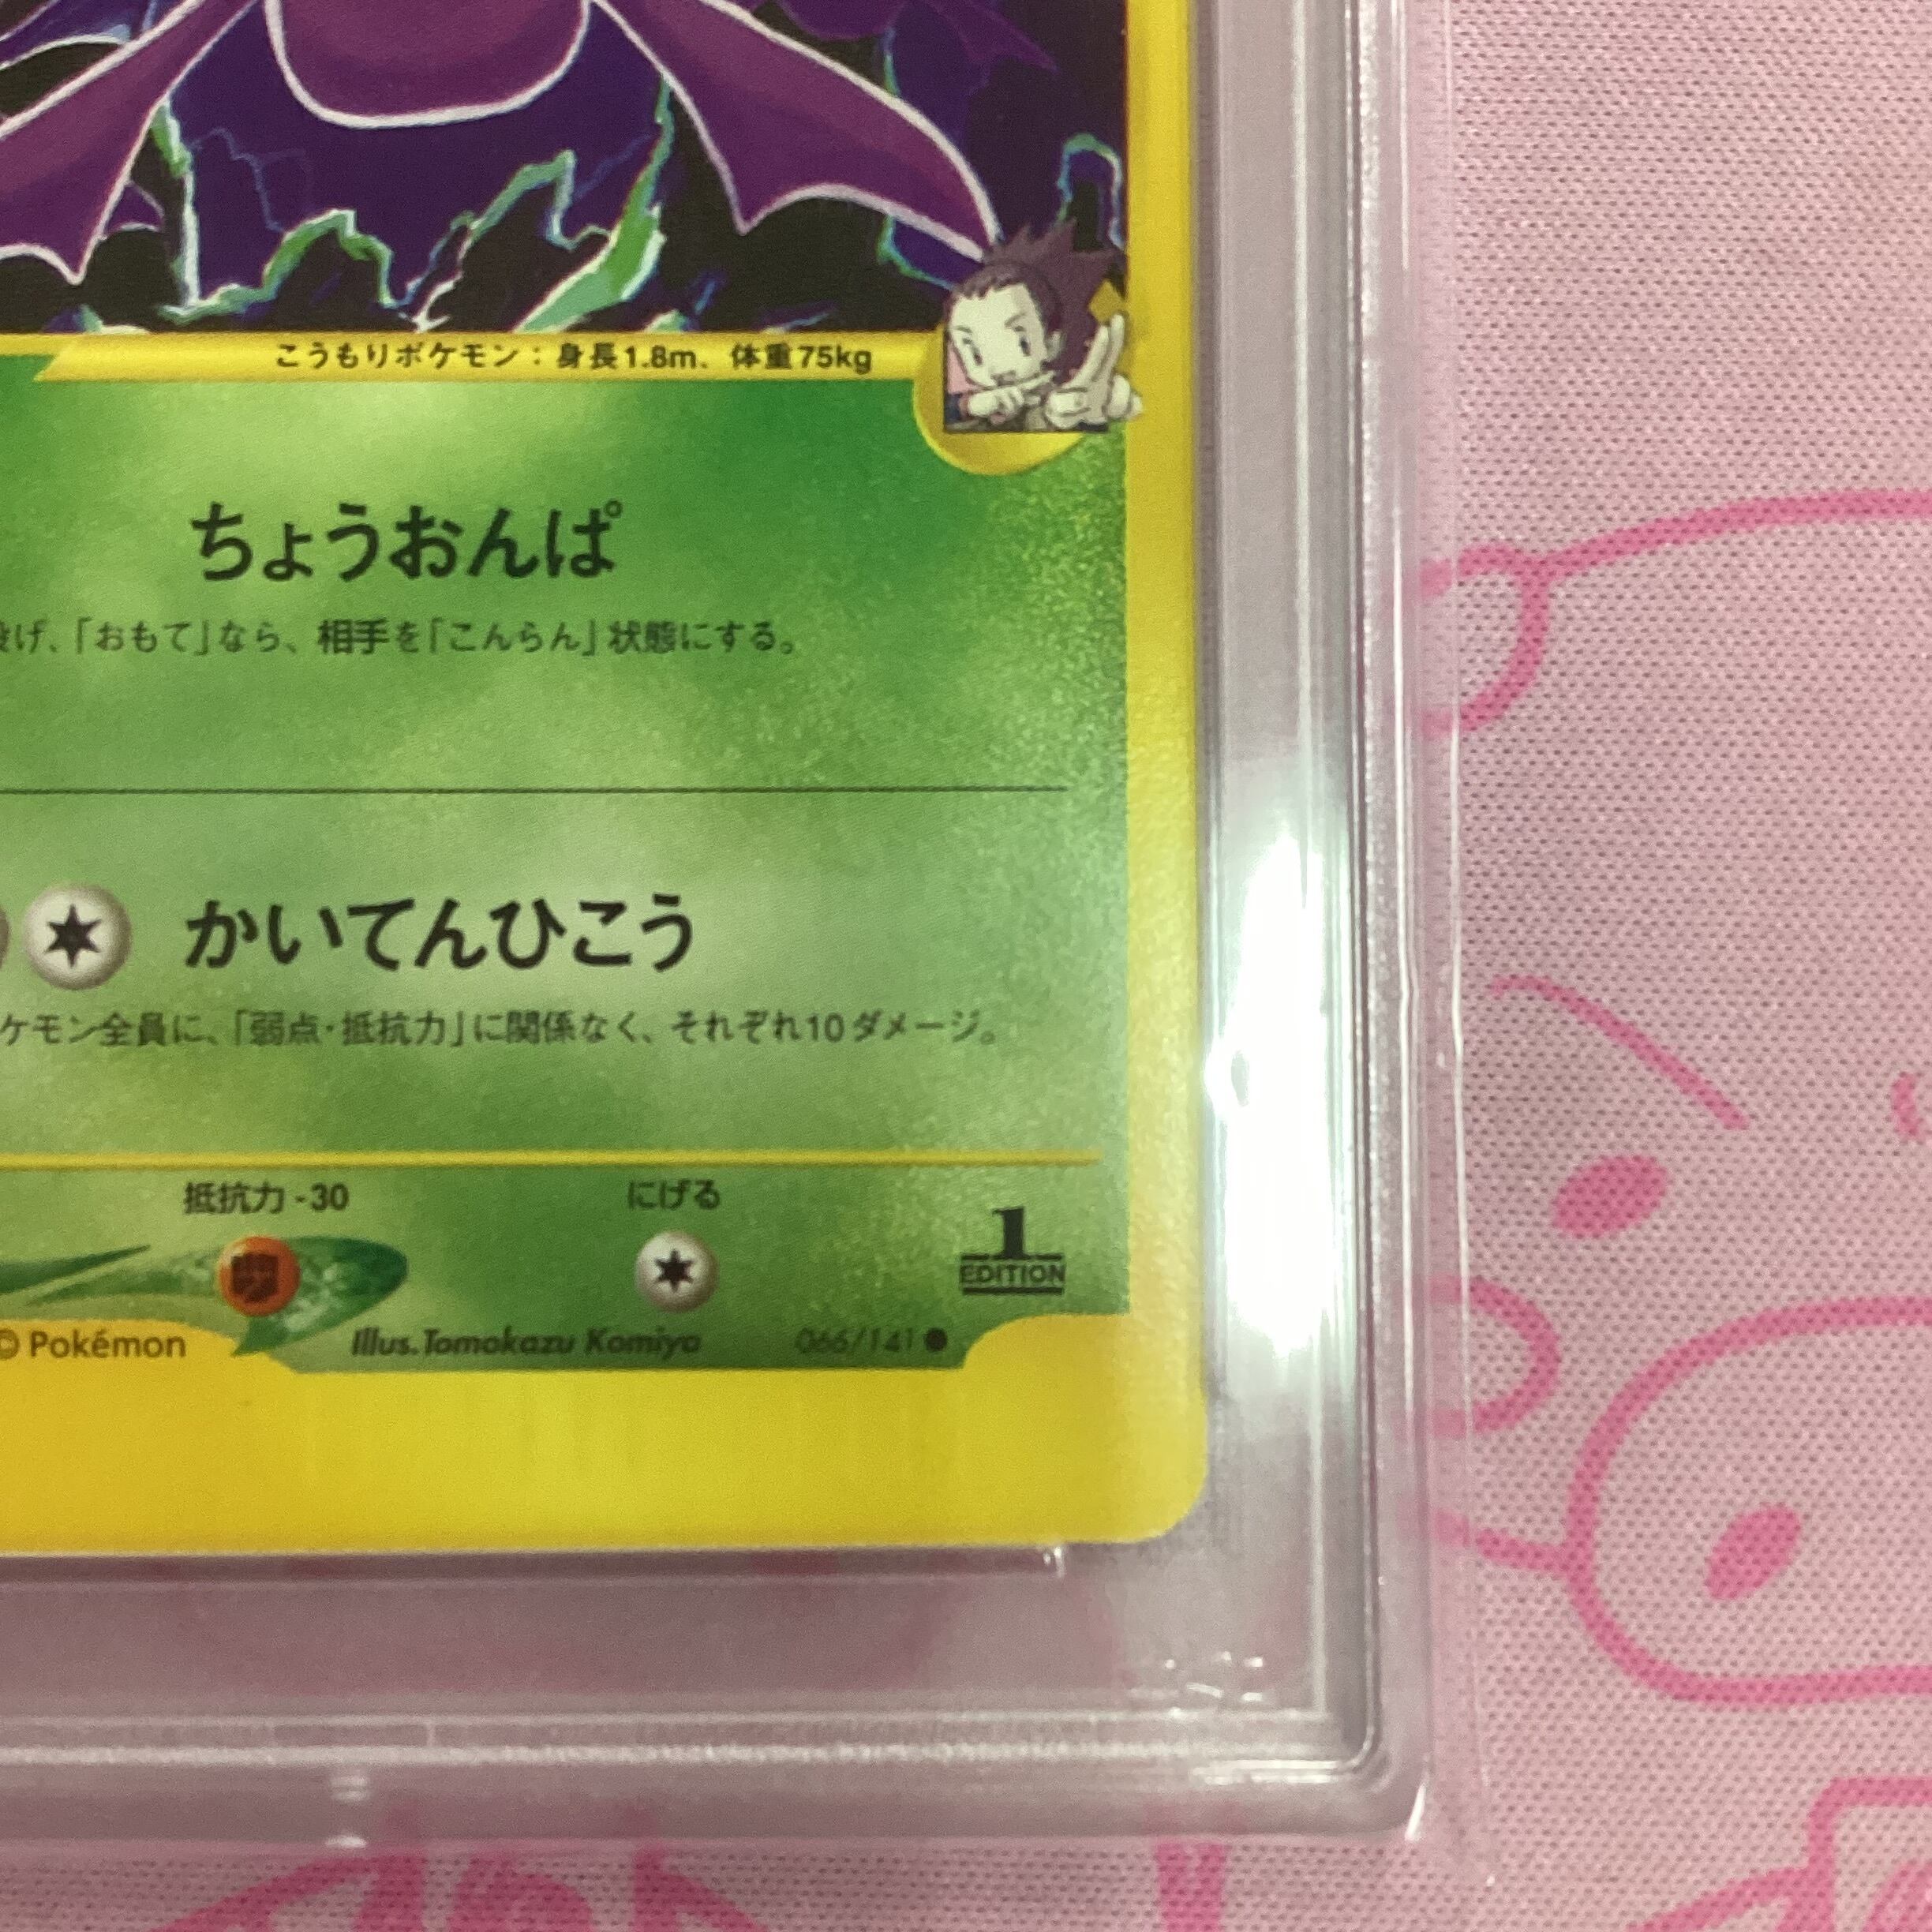 こうもりポケモン：身長1.8m、体重75kg
ちょうおんぱ
げ、「おもて」なら、相手を「こんらん」状態にする。
かいてんひこう
ケモン全員に、「弱点・抵抗力」に関係なく、それぞれ10ダメージ。
抵抗力 -30 にげる
1
EDITION
© Pokémon Illus. Tomokazu Komiya 066/141 ●